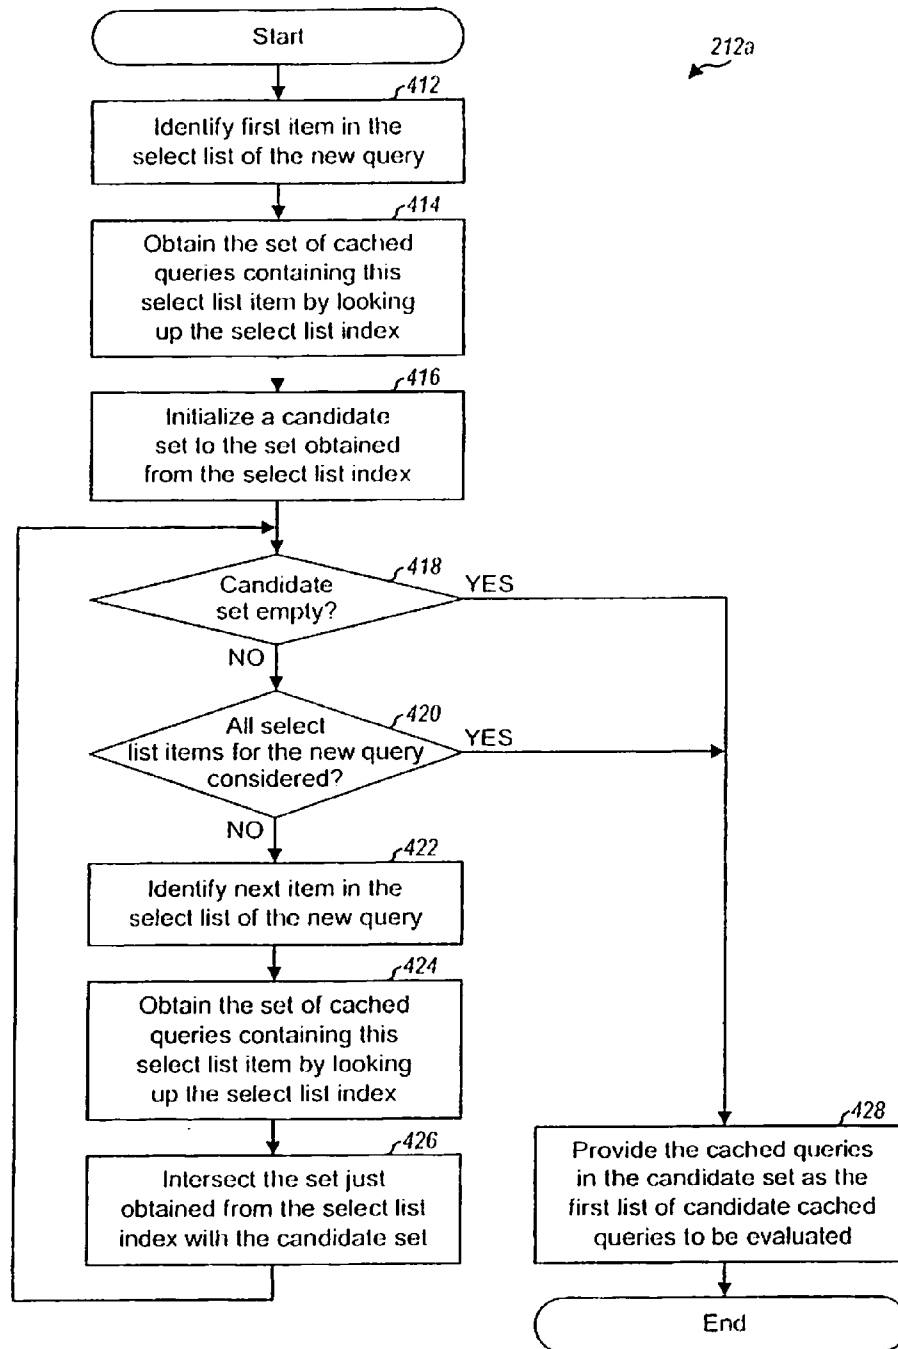 Start
212a
412
Identify first item in the
select list of the new query
414
Obtain the set of cached
queries containing this
select list item by looking
up the select list index
416
Initialize a candidate
set to the set obtained
from the select list index
418
Candidate
set empty?
YES
NO
420
All select
list items for the new query
considered?
YES
NO
422
Identify next item in the
select list of the new query
424
Obtain the set of cached
queries containing this
select list item by looking
up the select list index
426
Intersect the set just
obtained from the select list
index with the candidate set
428
Provide the cached queries
in the candidate set as the
first list of candidate cached
queries to be evaluated
End